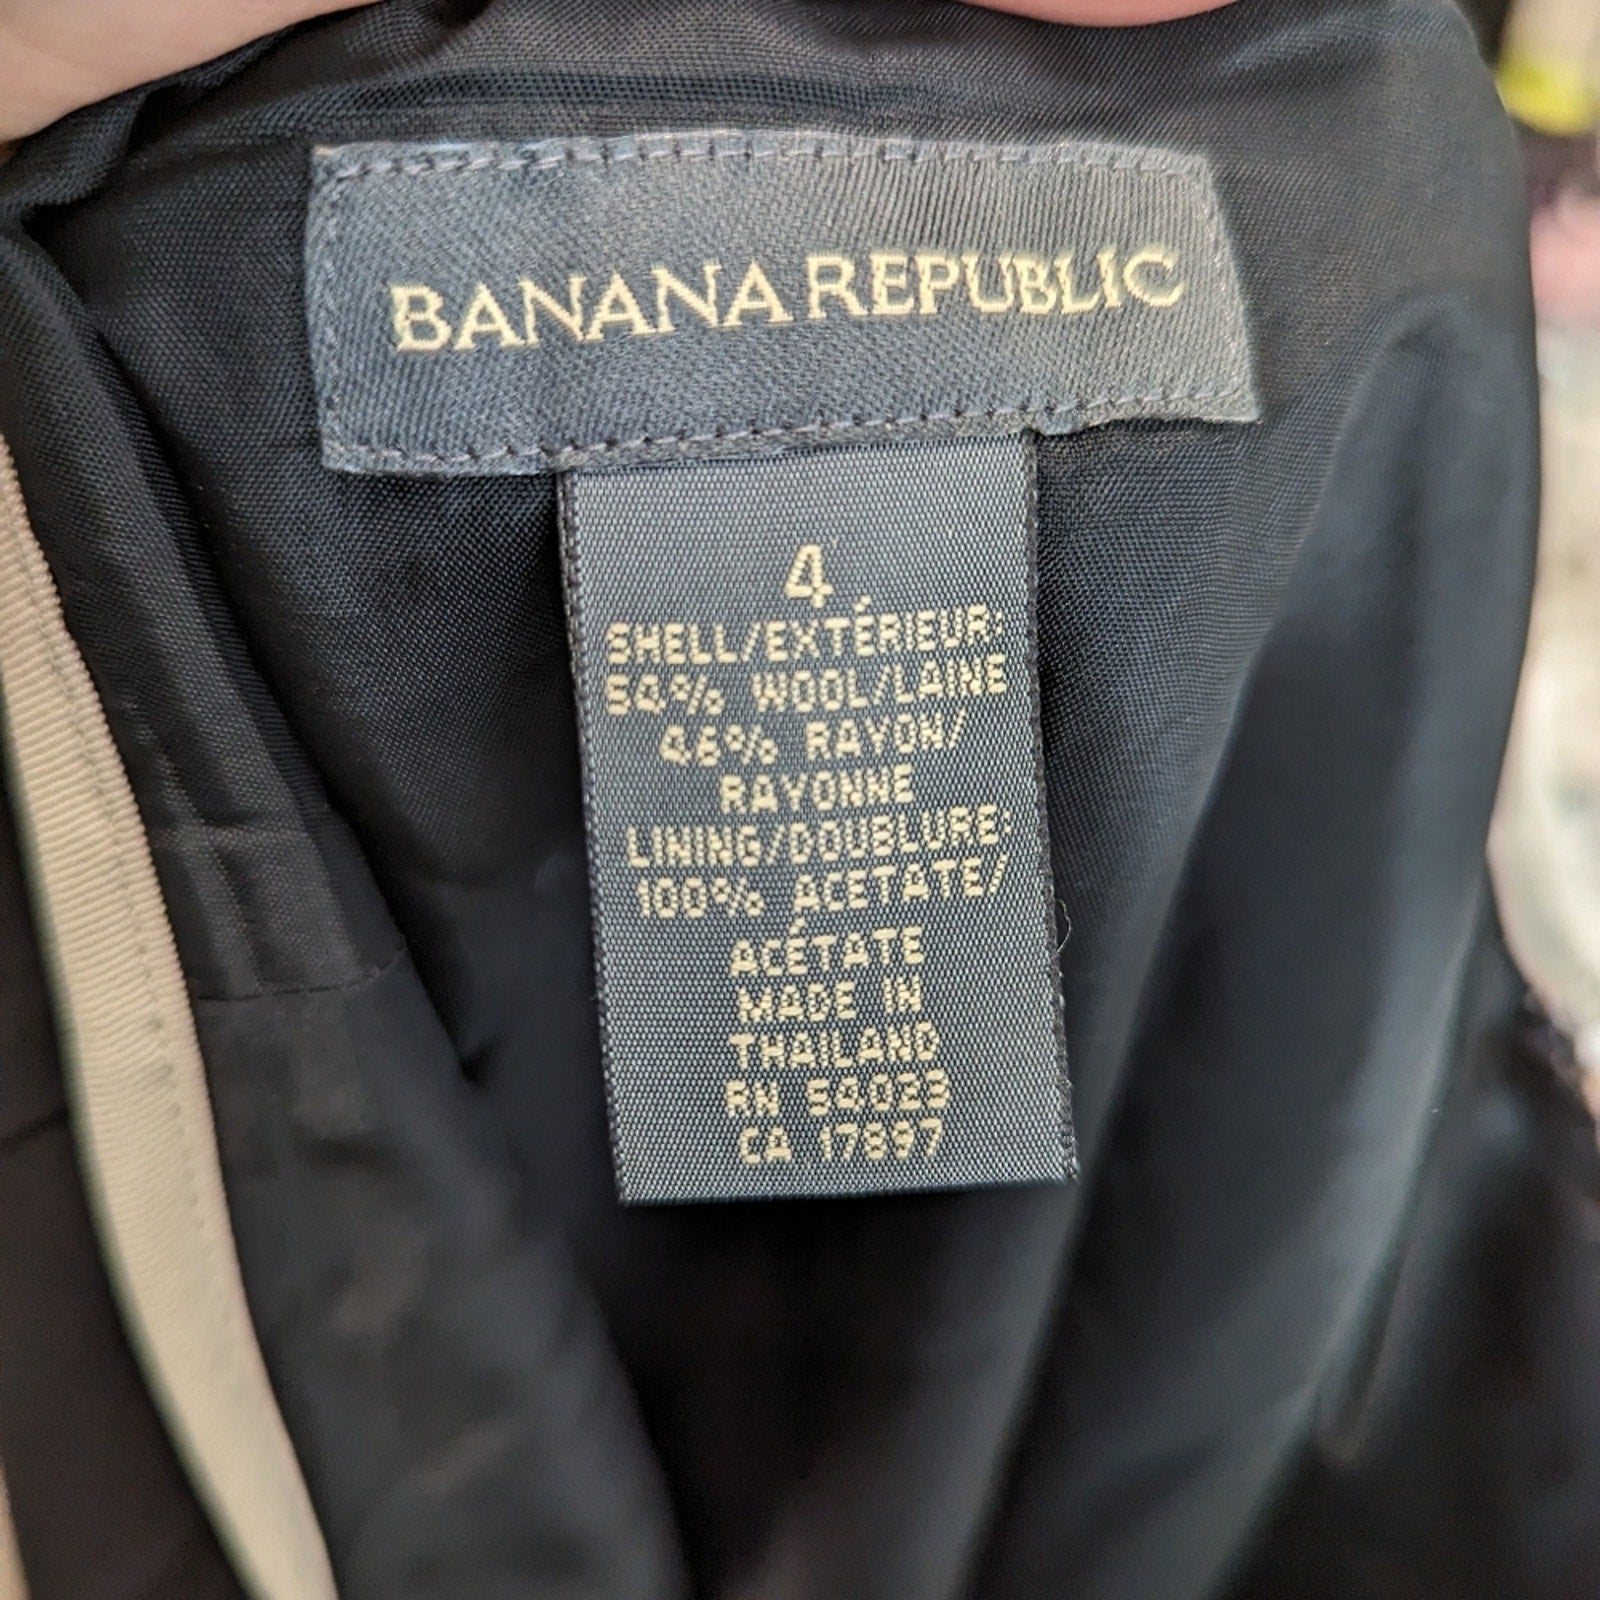 BANANA REPUBLIC
4
SHELL/EXTÉRIEUR:
54% WOOL/LAINE
46% RAYON/
RAYONNE
LINING/DOUBLURE:
100% ACETATE/
ACÉTATE
MADE IN
THAILAND
RN 54023
CA 17897